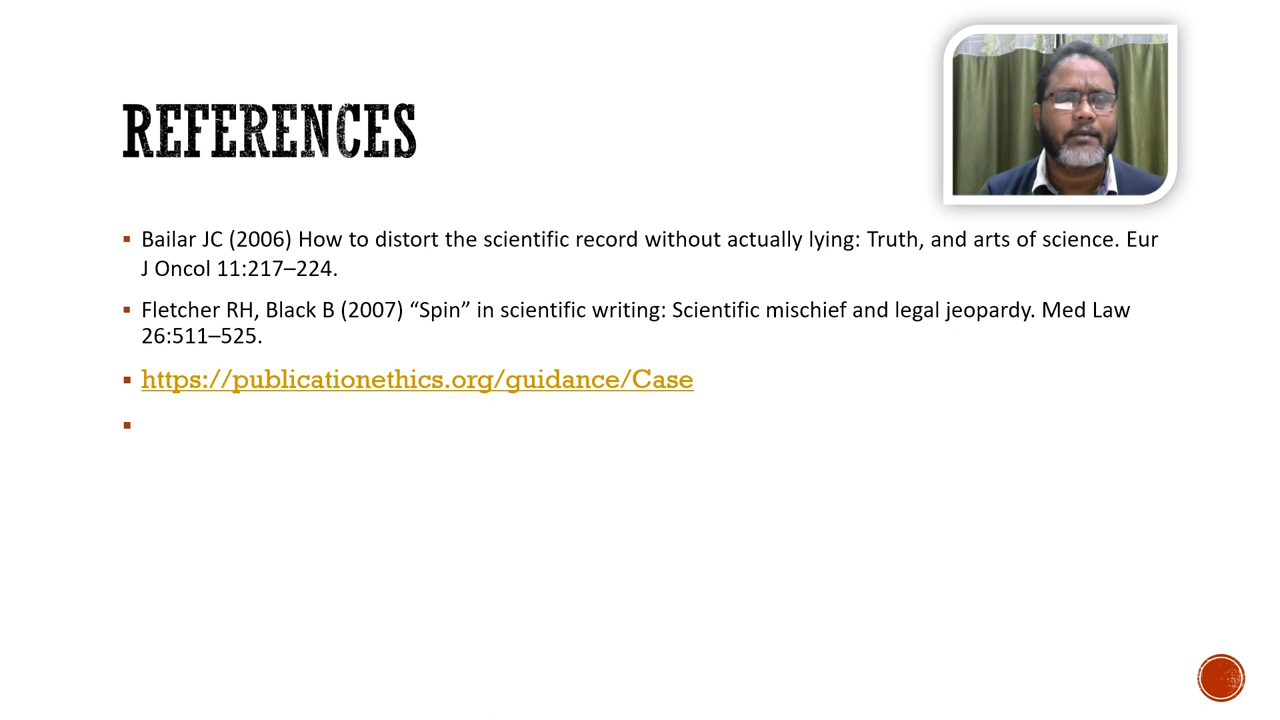 REFERENCES
Bailar JC (2006) How to distort the scientific record without actually lying: Truth, and arts of science. Eur
J Oncol 11:217–224.
Fletcher RH, Black B (2007) “Spin” in scientific writing: Scientific mischief and legal jeopardy. Med Law
26:511–525.
https://publicationethics.org/guidance/Case